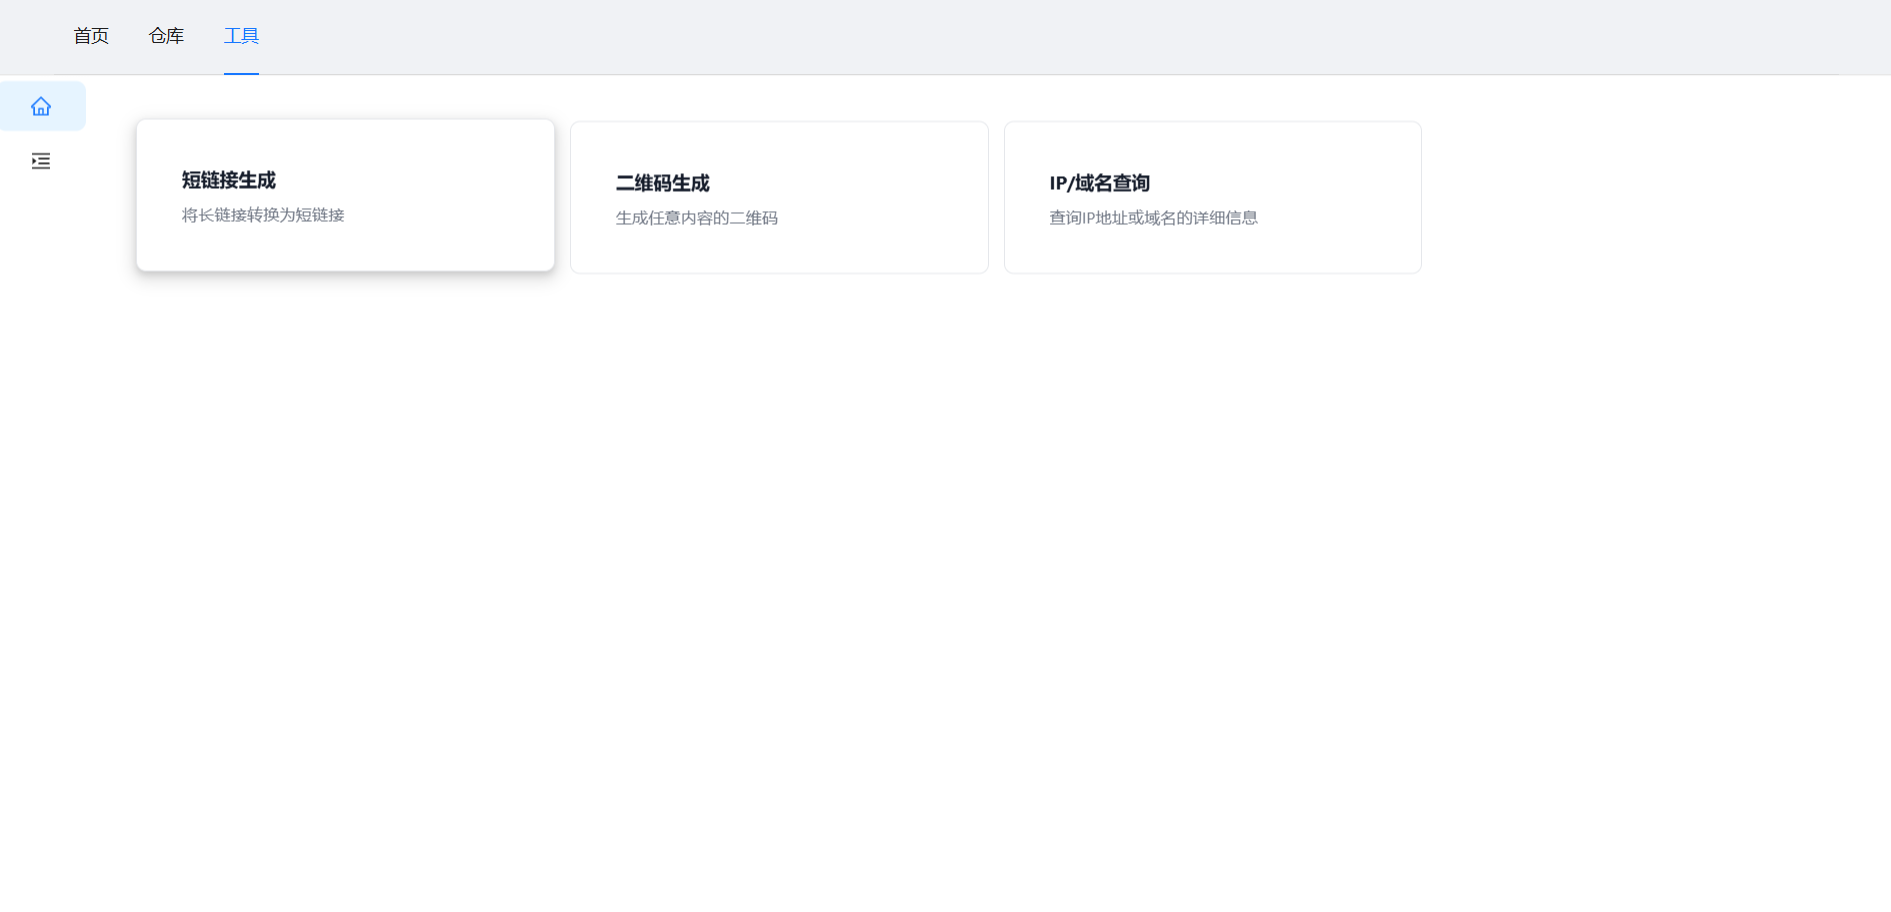 首页 仓库 工具
短链接生成
将长链接转换为短链接
二维码生成
生成任意内容的二维码
IP/域名查询
查询IP地址或域名的详细信息